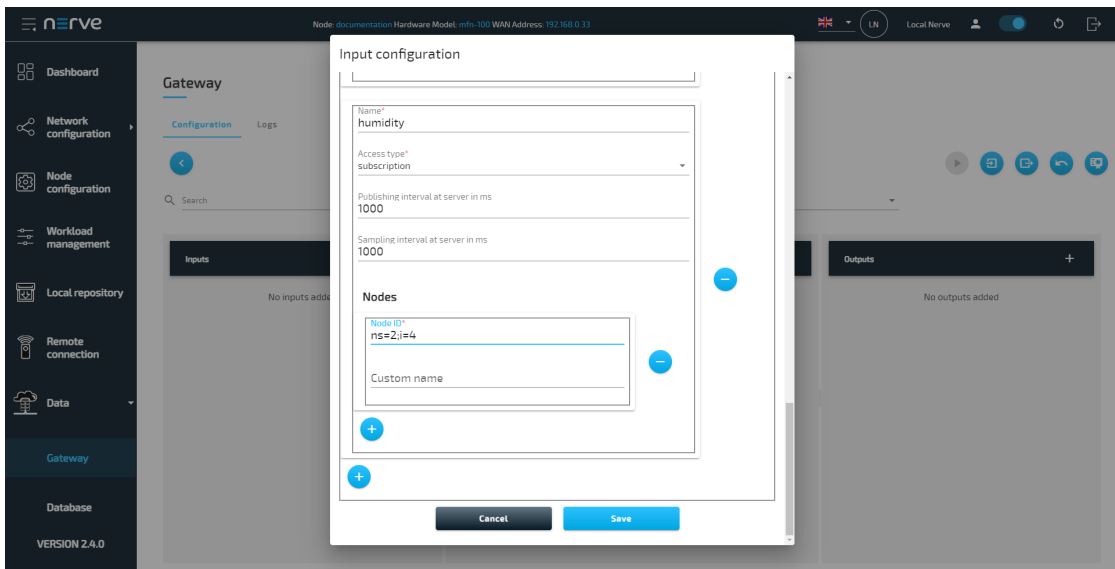 nerve
Node: documentation Hardware Model: mfn-100 WAN Address: 192.168.0.33
LN
Local Nerve
Dashboard
Network
configuration
Node
configuration
Workload
management
Local repository
Remote
connection
Data
Gateway
Database
VERSION 2.4.0
Gateway
Configuration
Logs
Search
Inputs
No inputs adde
Outputs
+
No outputs added
Input configuration
Name*
humidity
Access type*
subscription
Publishing interval at server in ms
1000
Sampling interval at server in ms
1000
Nodes
Node ID*
ns=2;i=4
Custom name
Cancel
Save